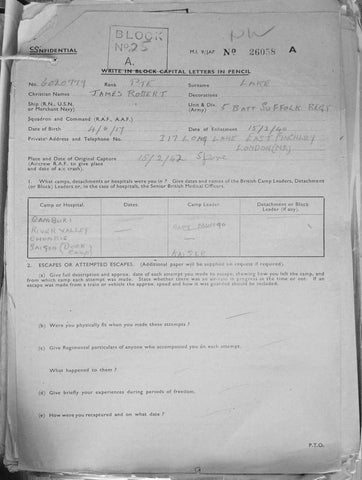 BLOCK
No. 25
A.
CONFIDENTIAL
M.I. 9/JAP. No 26058 A
WRITE IN BLOCK CAPITAL LETTERS IN PENCIL
No. Rank PTE Surname LAKE
Christian Names JAMES ROBERT Decorations
Ship (R.N., U.S.N. or Merchant Navy) Unit & Div. (Army) 5 BATT SUFFOLK REGT
Squadron and Command (R.A.F., A.A.F.)
Date of Birth Date of Enlistment 15/2/40
Private Address and Telephone No. 317 LONG LANE EAST FINCHLEY
LONDON
Place and Date of Original Capture 15/2/42
(Aircrew R.A.F. to give place
and date of a/c crash).
1. What camps, detachments or hospitals were you in? Give dates and names of the British Camp Leaders, Detachment
(or Block) Leaders or, in the case of hospitals, the Senior British Medical Officers.
Camp or Hospital. Dates. Camp Leader. Detachment or Block Leader (if any).
RIVER VALLEY
SAIGON
CAMP)
2. ESCAPES OR ATTEMPTED ESCAPES. (Additional paper will be supplied on request if required).
(a) Give full description and approx. date of each attempt you made to escape, showing how you left the camp, and
from which camp each attempt was made. State whether there was an air-raid in progress at the time or not. If an
escape was made from a train or vehicle the approx. speed and how it was guarded should be included.
(b) Were you physically fit when you made these attempts?
(c) Give Regimental particulars of anyone who accompanied you on each attempt.
What happened to them?
(d) Give briefly your experiences during periods of freedom.
(e) How were you recaptured and on what date?
P.T.O.